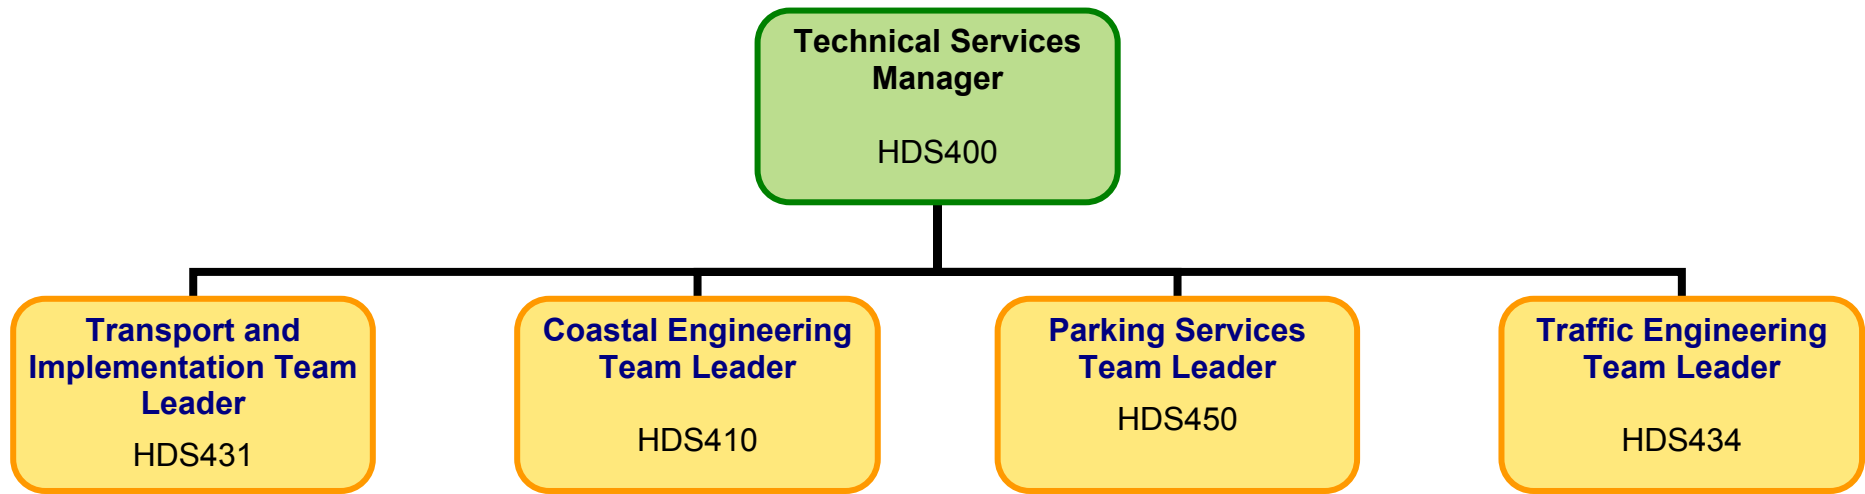 Technical Services
Manager
HDS400
Transport and
Implementation Team
Leader
HDS431
Coastal Engineering
Team Leader
HDS410
Parking Services
Team Leader
HDS450
Traffic Engineering
Team Leader
HDS434